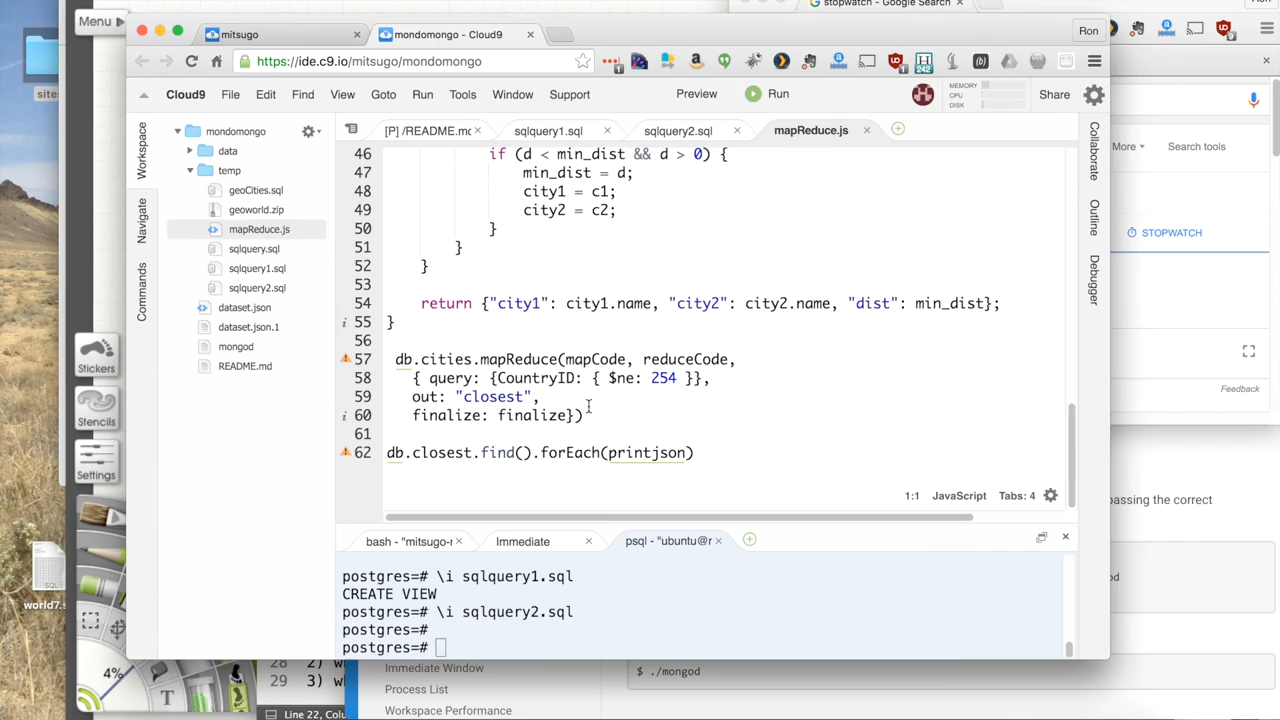 stopwatch - Google Search
Menu
mitsugo
mondomongo - Cloud9
Ron
https://ide.c9.io/mitsugo/mondomongo
Cloud9 File Edit Find View Goto Run Tools Window Support Preview Run MEMORY CPU DISK Share
[P] /README.mc
sqlquery1.sql
sqlquery2.sql
mapReduce.js
Workspace
Navigate
Commands
mondomongo
data
temp
geoCities.sql
geoworld.zip
mapReduce.js
sqlquery.sql
sqlquery1.sql
sqlquery2.sql
dataset.json
dataset.json.1
mongod
README.md
46 if (d < min_dist && d > 0) {
47 min_dist = d;
48 city1 = c1;
49 city2 = c2;
50 }
51 }
52 }
53
54 return {"city1": city1.name, "city2": city2.name, "dist": min_dist};
55 }
56
57 db.cities.mapReduce(mapCode, reduceCode,
58 { query: {CountryID: { $ne: 254 }},
59 out: "closest",
60 finalize: finalize})
61
62 db.closest.find().forEach(printjson)
1:1 JavaScript Tabs: 4
Collaborate
Outline
Debugger
bash - "mitsugo-r
Immediate
psql - "ubuntu@r
postgres=# \i sqlquery1.sql
CREATE VIEW
postgres=# \i sqlquery2.sql
postgres=#
postgres=#
More
Search tools
STOPWATCH
Feedback
passing the correct
$ ./mongod
Immediate Window
Process List
Workspace Performance
sites
world7.s
SQL
Stickers
Stencils
Settings
4%
T
28 2) wh
29 3) wh
Line 22, Colu